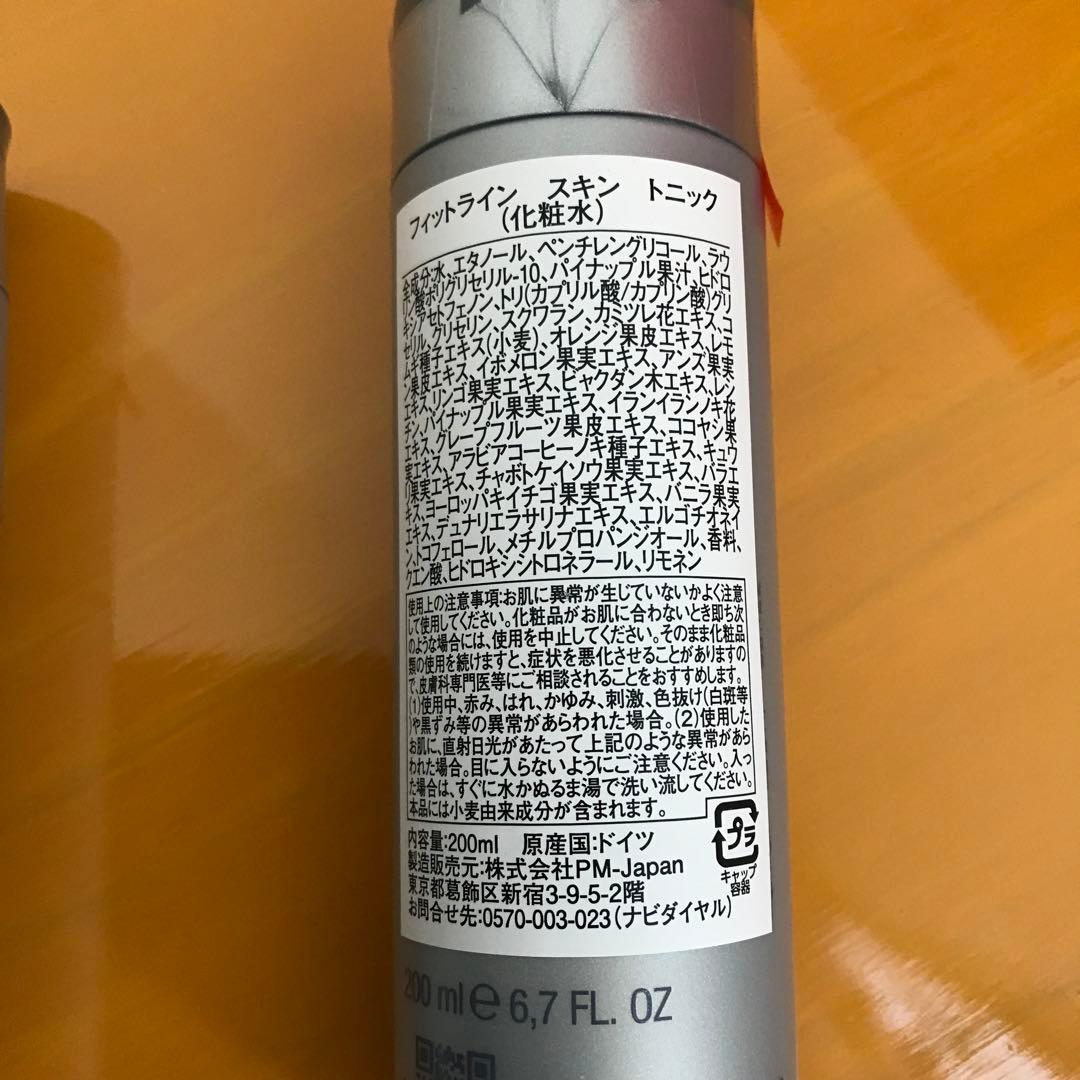 フィットライン スキン トニック
(化粧水)
全成分:水、エタノール、ペンチレングリコール、ラウ
リン酸ポリグリセリル-10、パイナップル果汁、ヒドロ
キシアセトフェノン、トリ(カプリル酸/カプリン酸)グリ
セリル、グリセリン、スクワラン、カミツレ花エキス、コ
ムギ種子エキス(小麦)、オレンジ果皮エキス、レモ
ン果皮エキス、イボメロシ果実エキス、アンズ果実
エキス、リンゴ果実エキス、ビャクダン木エキス、レシ
チン、パイナップル果実エキス、イランイランノキ花
エキス、グレープフルーツ果皮エキス、ココヤシ果
実エキス、アラビアコーヒーノキ種子エキス、キュウ
リ果実エキス、チャボトケイソウ果実エキス、バラエ
キス、ヨーロッパキイチゴ果実エキス、バニラ果実
エキス、デュナリエラサリナエキス、エルゴチオネイ
ン、トコフェロール、メチルプロパンジオール、香料、
クエン酸、ヒドロキシシトロネラール、リモネン
使用上の注意事項:お肌に異常が生じていないかよく注意
して使用してください。化粧品がお肌に合わないとき即ち次
のような場合には、使用を中止してください。そのまま化粧品
類の使用を続けますと、症状を悪化させることがありますの
で、皮膚科専門医等にご相談されることをおすすめします。
(1)使用中、赤み、はれ、かゆみ、刺激、色抜け(白斑等
)や黒ずみ等の異常があらわれた場合。(2)使用した
お肌に、直射日光があたって上記のような異常があら
われた場合。目に入らないようにご注意ください。入っ
た場合は、すぐに水かぬるま湯で洗い流してください。
本品には小麦由来成分が含まれます。
プラ
キャップ
容器
内容量:200ml 原産国:ドイツ
製造販売元:株式会社PM-Japan
東京都葛飾区新宿3-9-5-2階
お問合せ先:0570-003-023(ナビダイヤル)
200 ml e 6,7 FL. OZ